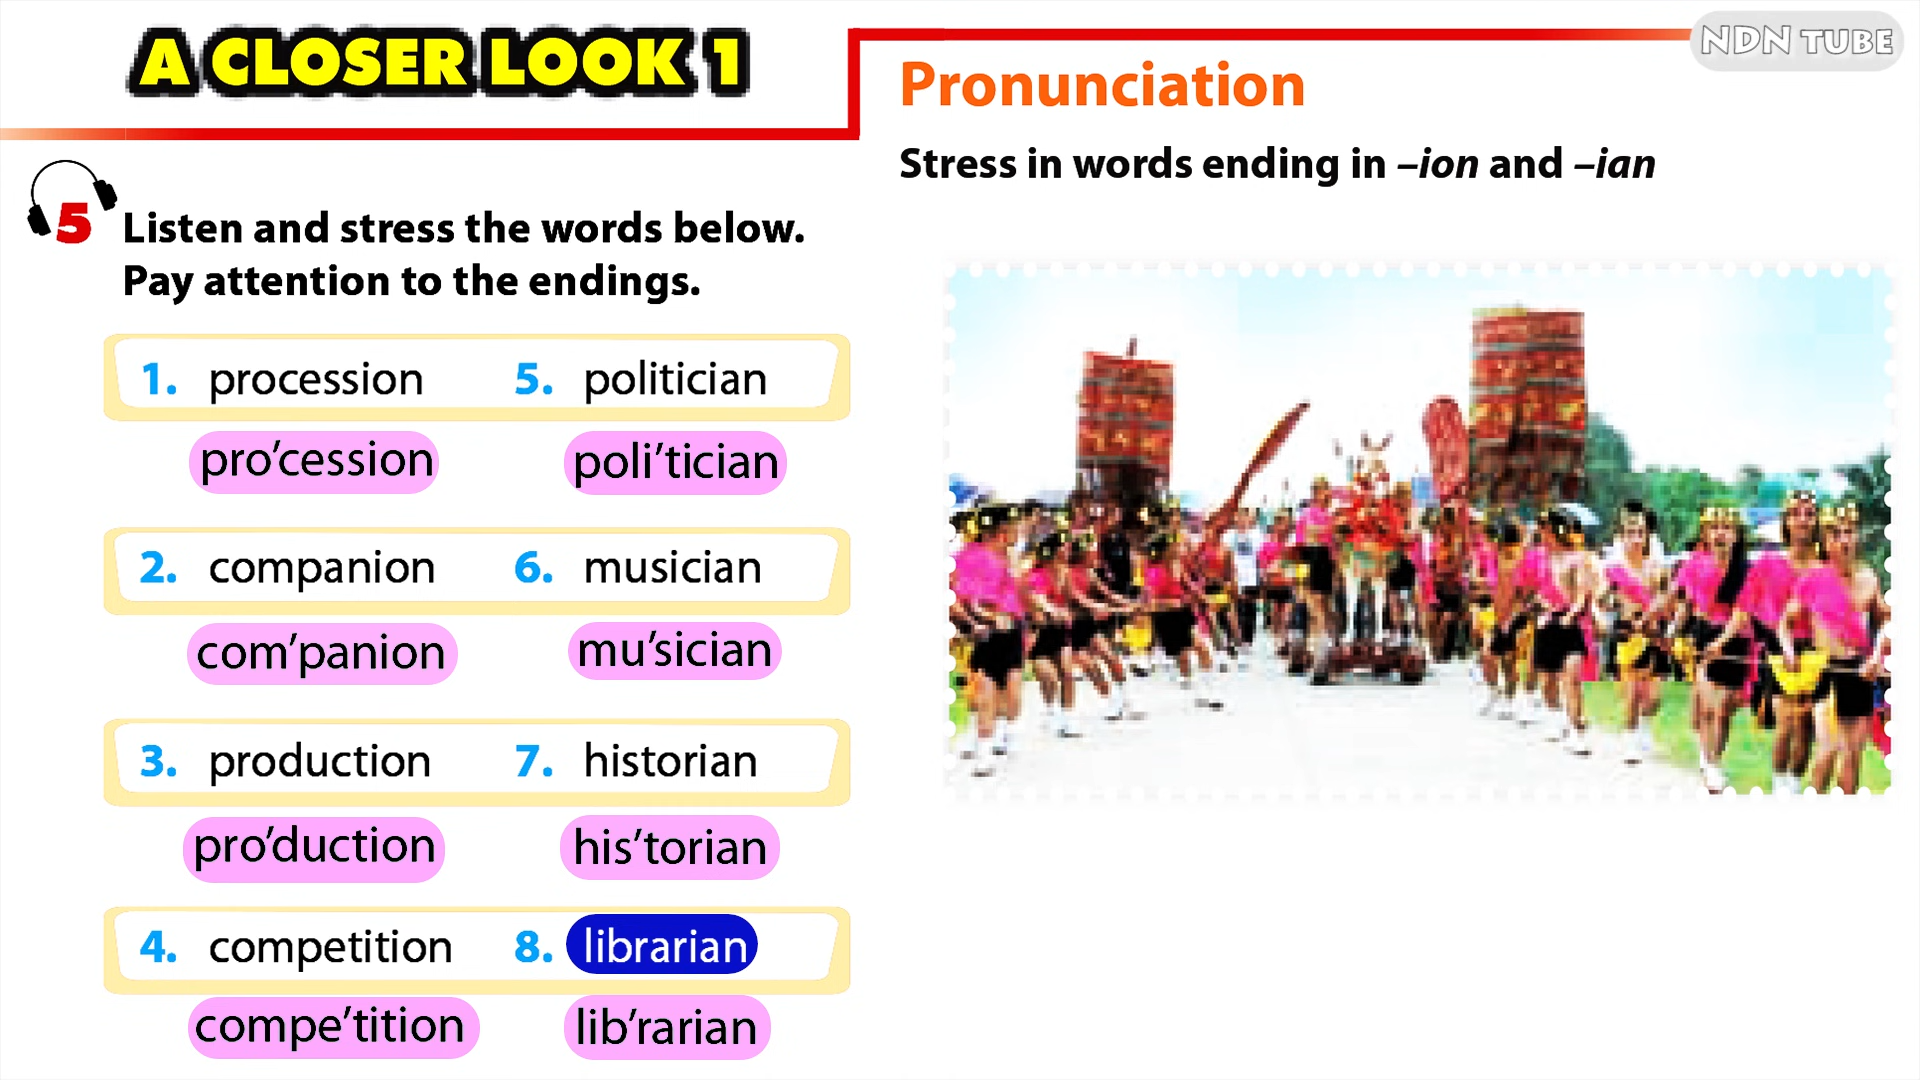 A CLOSER LOOK 1
NDN TUBE
Pronunciation
Stress in words ending in –ion and –ian
5
Listen and stress the words below.
Pay attention to the endings.
1. procession 5. politician
pro’cession poli’tician
2. companion 6. musician
com’panion mu’sician
3. production 7. historian
pro’duction his’torian
4. competition 8. librarian
compe’tition lib’rarian